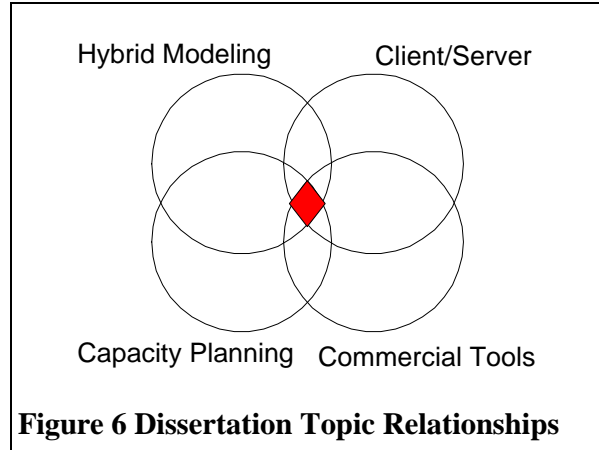 Hybrid Modeling
Client/Server
Capacity Planning
Commercial Tools
Figure 6 Dissertation Topic Relationships